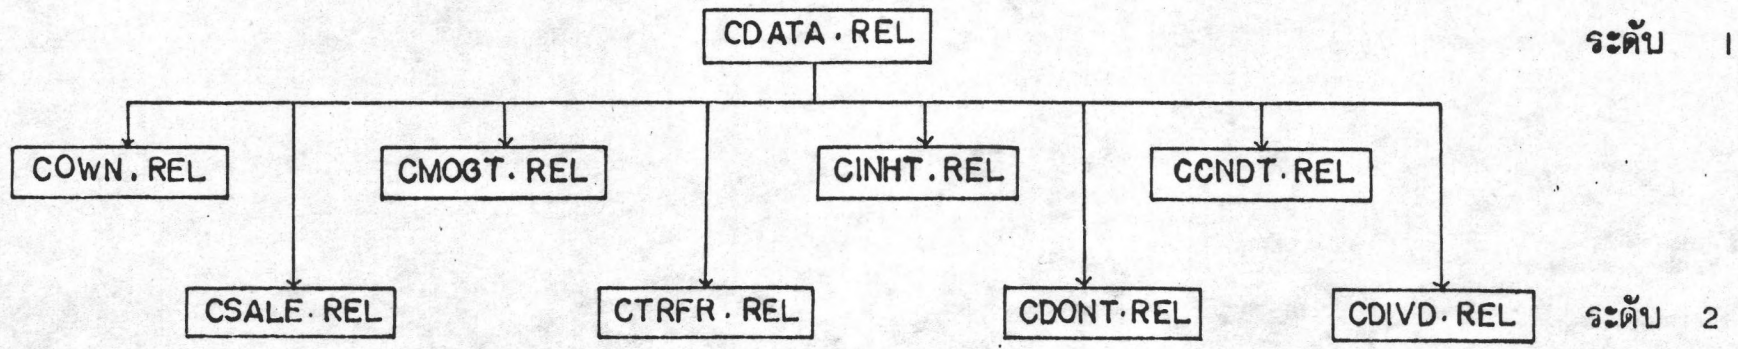 CDATA.REL
ระดับ 1
COWN.REL
CMOGT.REL
CINHT.REL
CCNDT.REL
CSALE.REL
CTRFR.REL
CDONT.REL
CDIVD.REL
ระดับ 2